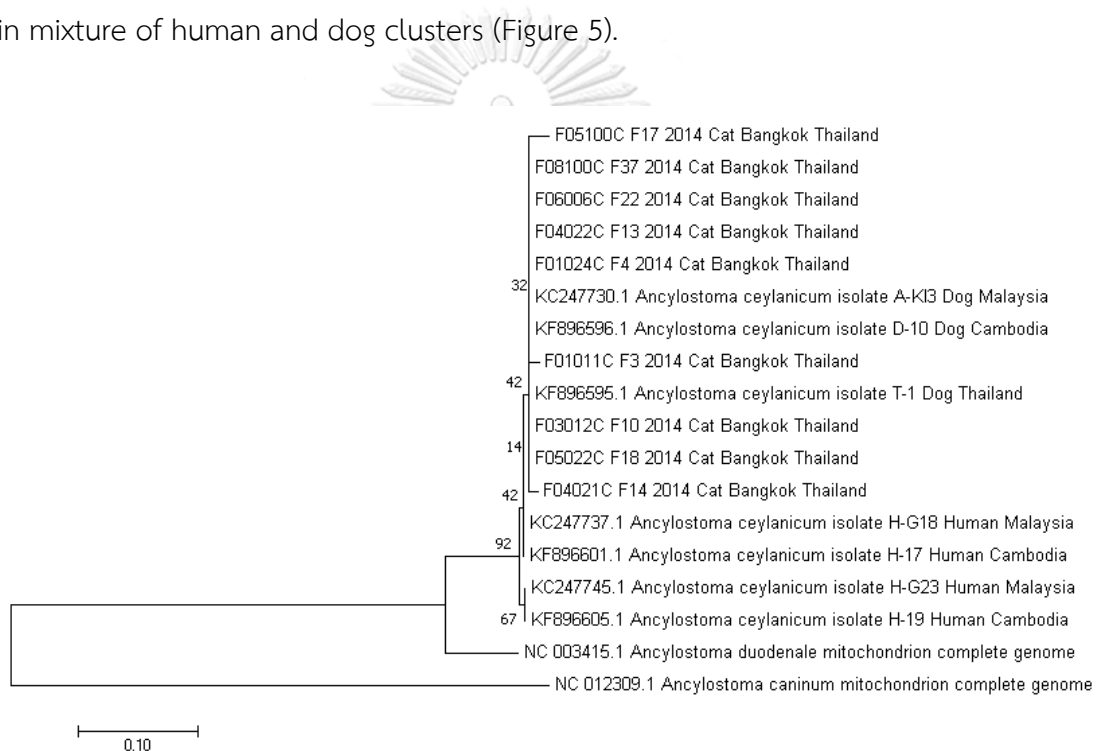 in mixture of human and dog clusters (Figure 5).
F05100C F17 2014 Cat Bangkok Thailand
F08100C F37 2014 Cat Bangkok Thailand
F06006C F22 2014 Cat Bangkok Thailand
F04022C F13 2014 Cat Bangkok Thailand
F01024C F4 2014 Cat Bangkok Thailand
32
KC247730.1 Ancylostoma ceylanicum isolate A-KI3 Dog Malaysia
KF896596.1 Ancylostoma ceylanicum isolate D-10 Dog Cambodia
F01011C F3 2014 Cat Bangkok Thailand
42
KF896595.1 Ancylostoma ceylanicum isolate T-1 Dog Thailand
F03012C F10 2014 Cat Bangkok Thailand
14
F05022C F18 2014 Cat Bangkok Thailand
F04021C F14 2014 Cat Bangkok Thailand
42
KC247737.1 Ancylostoma ceylanicum isolate H-G18 Human Malaysia
92
KF896601.1 Ancylostoma ceylanicum isolate H-17 Human Cambodia
KC247745.1 Ancylostoma ceylanicum isolate H-G23 Human Malaysia
67
KF896605.1 Ancylostoma ceylanicum isolate H-19 Human Cambodia
NC 003415.1 Ancylostoma duodenale mitochondrion complete genome
NC 012309.1 Ancylostoma caninum mitochondrion complete genome
0.10